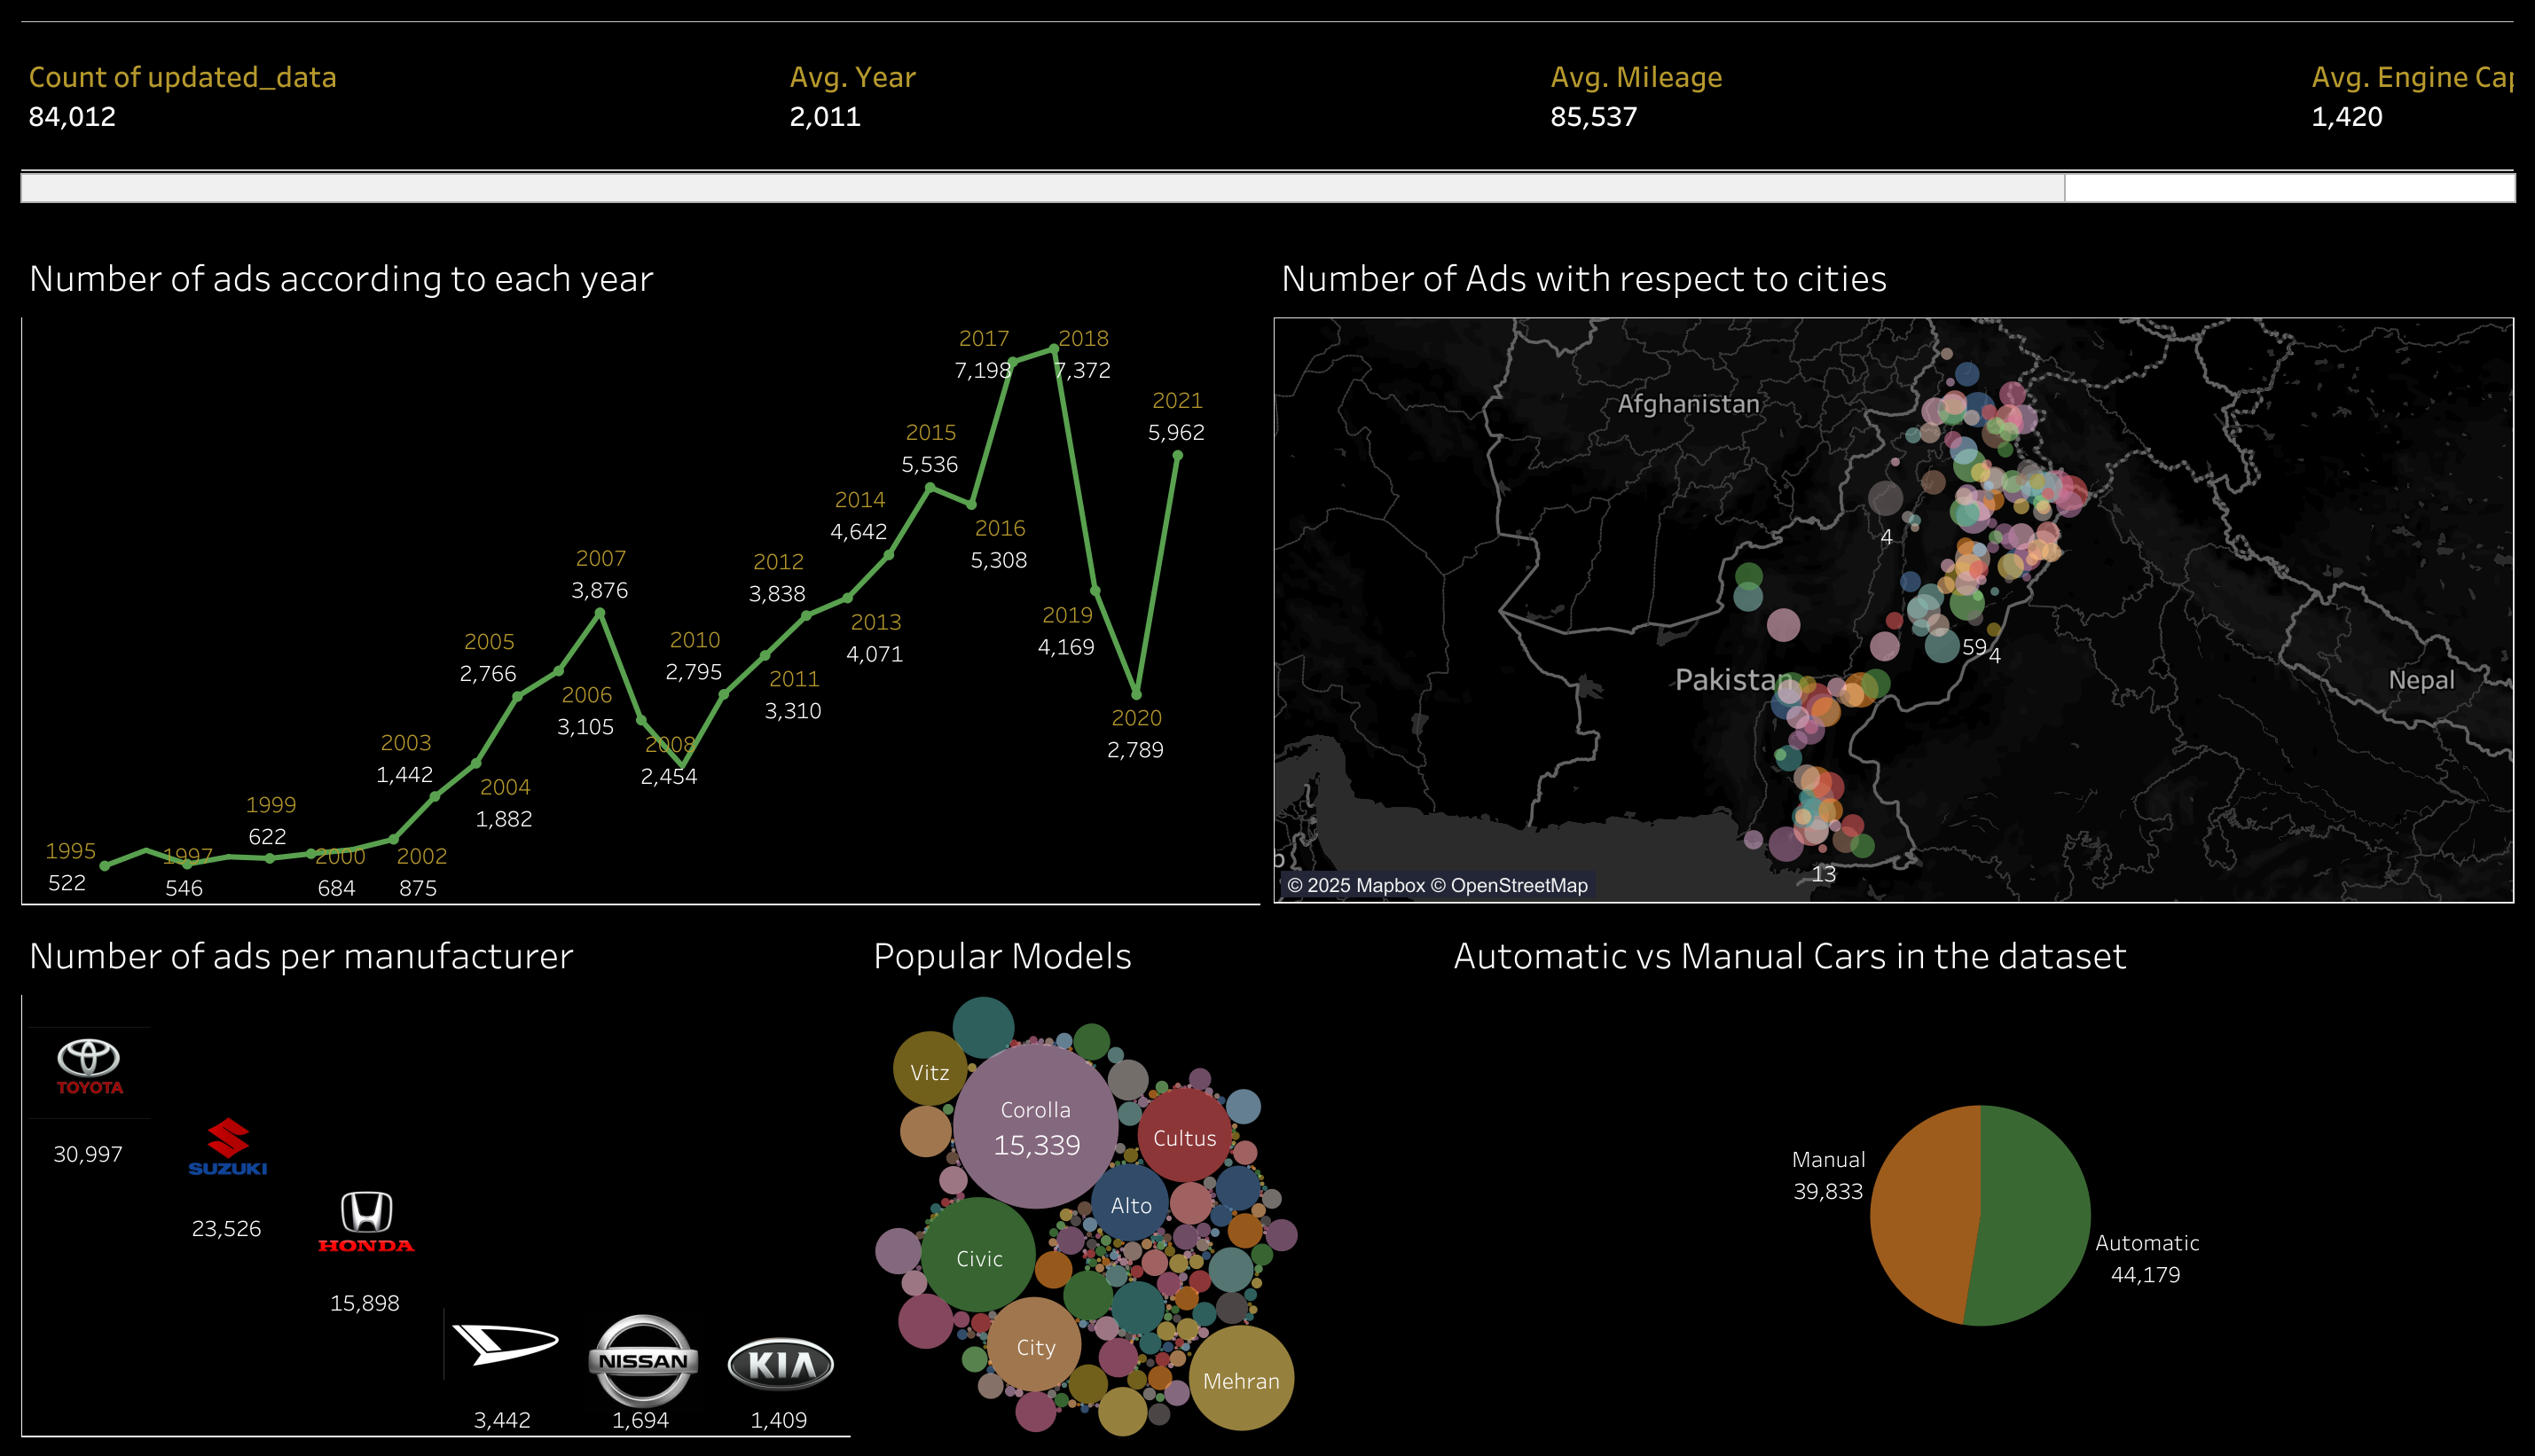 Count of updated_data
84,012
Avg. Year
2,011
Avg. Mileage
85,537
Avg. Engine Cap
1,420
Number of ads according to each year
1995
522
1997
546
1999
622
2000
684
2002
875
2003
1,442
2004
1,882
2005
2,766
2006
3,105
2007
3,876
2008
2,454
2010
2,795
2011
3,310
2012
3,838
2013
4,071
2014
4,642
2015
5,536
2016
5,308
2017
7,198
2018
7,372
2019
4,169
2020
2,789
2021
5,962
Number of Ads with respect to cities
Afghanistan
4
59
4
Pakistan
Nepal
13
© 2025 Mapbox © OpenStreetMap
Number of ads per manufacturer
TOYOTA
30,997
SUZUKI
23,526
HONDA
15,898
3,442
NISSAN
1,694
KIA
1,409
Popular Models
Vitz
Corolla
15,339
Cultus
Alto
Civic
City
Mehran
Automatic vs Manual Cars in the dataset
Manual
39,833
Automatic
44,179